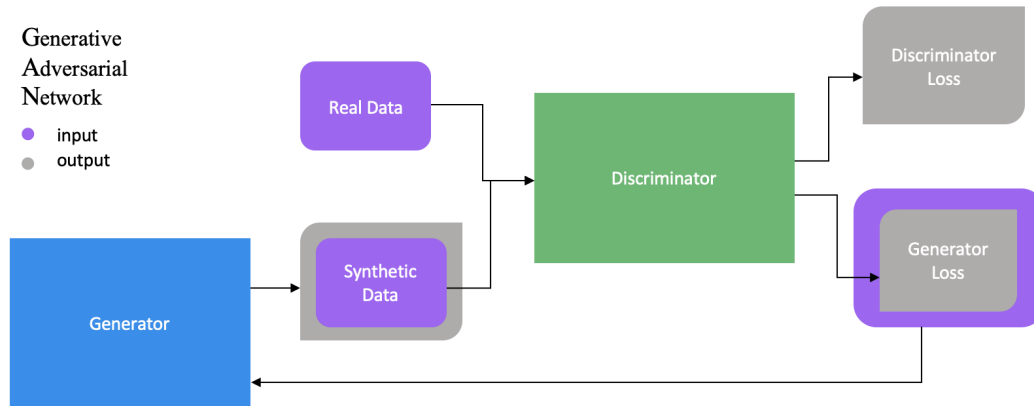 Generative
Adversarial
Network
input
output
Real Data
Synthetic
Data
Generator
Discriminator
Discriminator
Loss
Generator
Loss